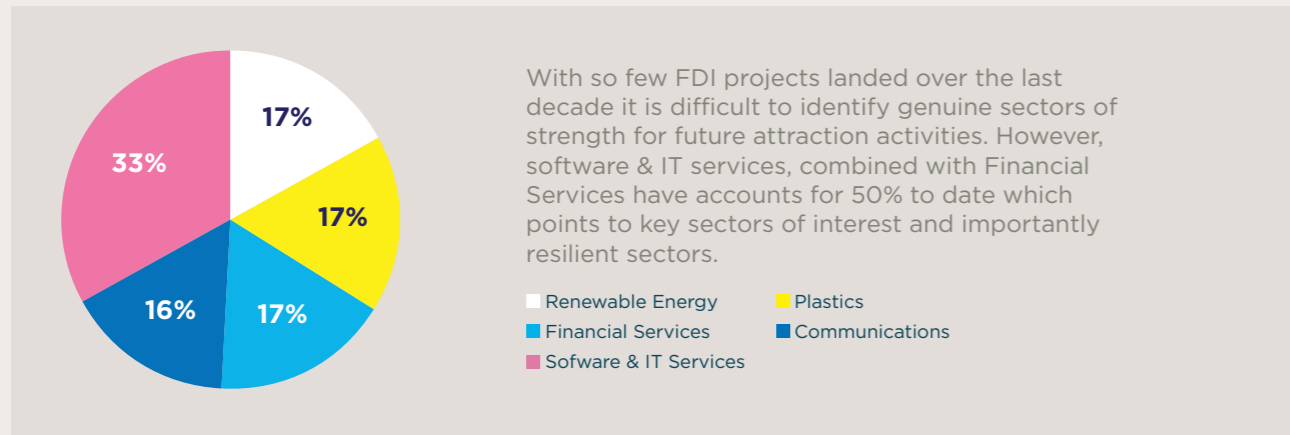 17%
33%
17%
16%
17%
With so few FDI projects landed over the last
decade it is difficult to identify genuine sectors of
strength for future attraction activities. However,
software & IT services, combined with Financial
Services have accounts for 50% to date which
points to key sectors of interest and importantly
resilient sectors.
Renewable Energy
Plastics
Financial Services
Communications
Sofware & IT Services